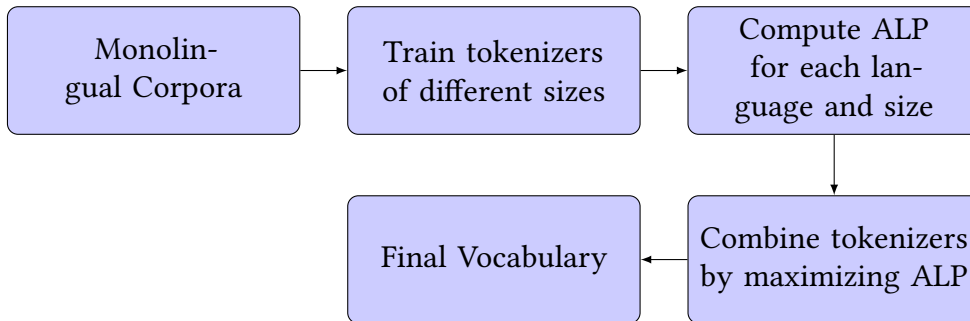 Monolin-
gual Corpora
Train tokenizers
of different sizes
Compute ALP
for each lan-
guage and size
Combine tokenizers
by maximizing ALP
Final Vocabulary